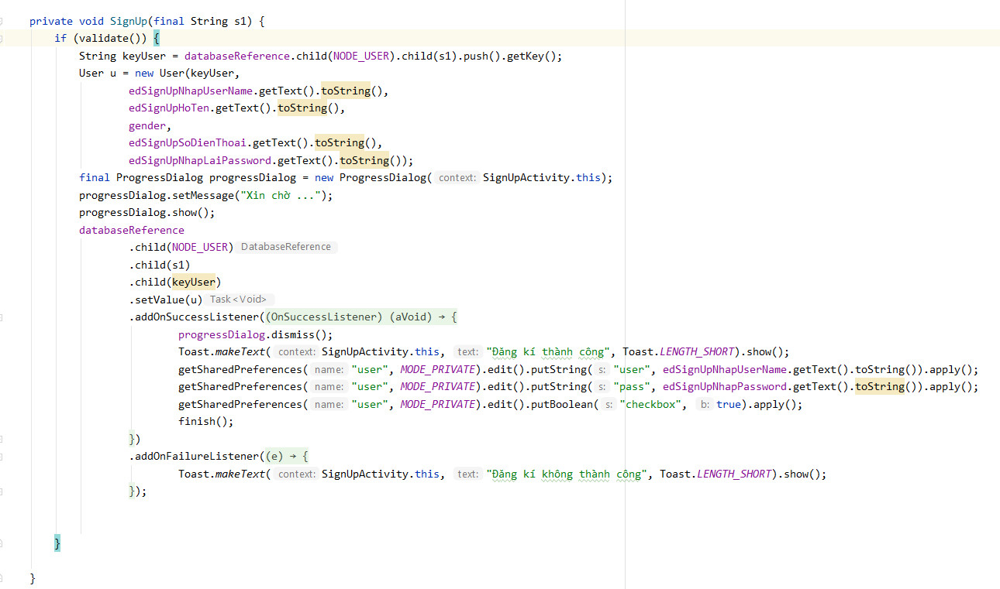 private void SignUp(final String s1) {
if (validate()) {
String keyUser = databaseReference.child(NODE_USER).child(s1).push().getKey();
User u = new User(keyUser,
edSignUpNhapUserName.getText().toString(),
edSignUpHoTen.getText().toString(),
gender,
edSignUpSoDienThoai.getText().toString(),
edSignUpNhapLaiPassword.getText().toString());
final ProgressDialog progressDialog = new ProgressDialog( context: SignUpActivity.this);
progressDialog.setMessage("Xin chờ ...");
progressDialog.show();
databaseReference
.child(NODE_USER) DatabaseReference
.child(s1)
.child(keyUser)
.setValue(u) Task<Void>
.addOnSuccessListener((OnSuccessListener) (aVoid) → {
progressDialog.dismiss();
Toast.makeText( context: SignUpActivity.this, text: "Đăng kí thành công", Toast.LENGTH_SHORT).show();
getSharedPreferences( name: "user", MODE_PRIVATE).edit().putString( s: "user", edSignUpNhapUserName.getText().toString()).apply();
getSharedPreferences( name: "user", MODE_PRIVATE).edit().putString( s: "pass", edSignUpNhapPassword.getText().toString()).apply();
getSharedPreferences( name: "user", MODE_PRIVATE).edit().putBoolean( s: "checkbox", b: true).apply();
finish();
})
.addOnFailureListener((e) → {
Toast.makeText( context: SignUpActivity.this, text: "Đăng kí không thành công", Toast.LENGTH_SHORT).show();
});
}
}